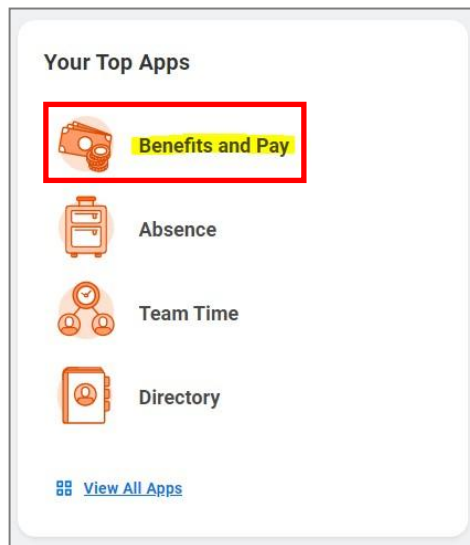 Your Top Apps
Benefits and Pay
Absence
Team Time
Directory
View All Apps